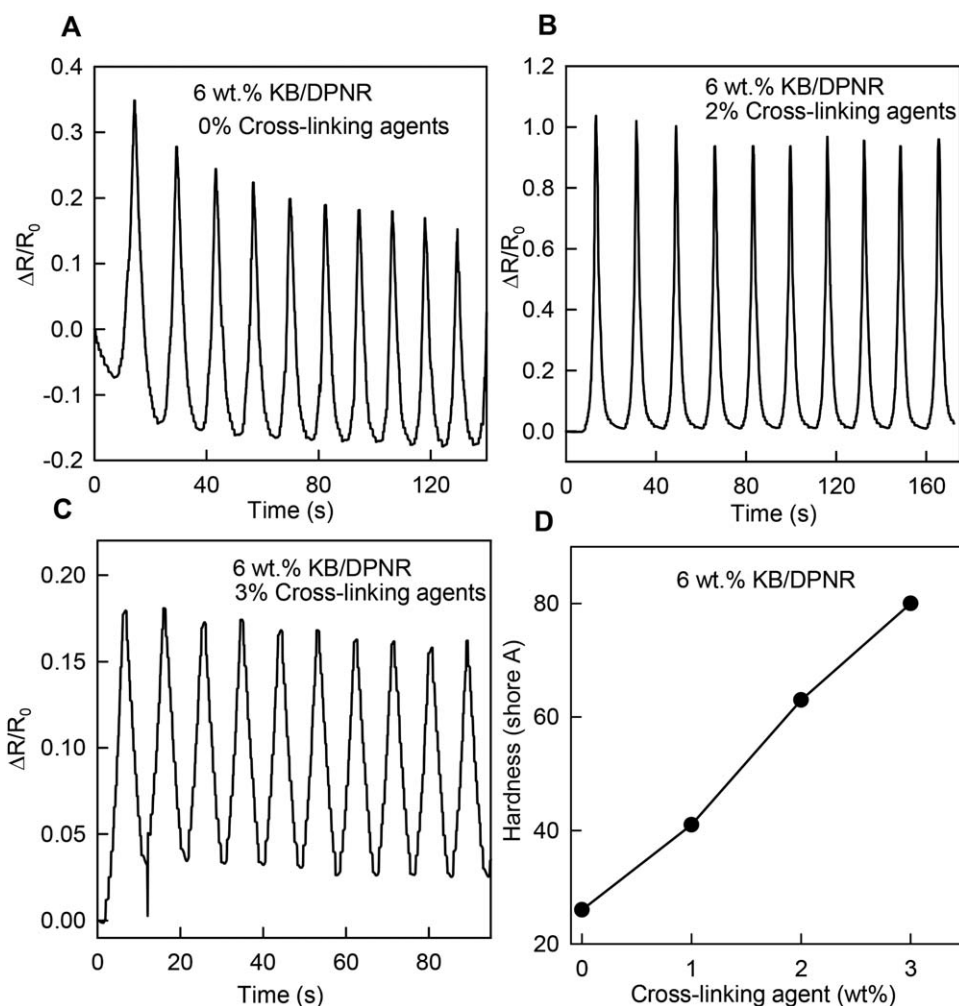 A
6 wt.% KB/DPNR
0% Cross-linking agents
0.4
0.3
0.2
0.1
0.0
-0.1
-0.2
ΔR/R0
0 40 80 120
Time (s)
B
6 wt.% KB/DPNR
2% Cross-linking agents
1.2
1.0
0.8
0.6
0.4
0.2
0.0
ΔR/R0
0 40 80 120 160
Time (s)
C
6 wt.% KB/DPNR
3% Cross-linking agents
0.20
0.15
0.10
0.05
0.00
ΔR/R0
0 20 40 60 80
Time (s)
D
6 wt.% KB/DPNR
80
60
40
20
Hardness (shore A)
0 1 2 3
Cross-linking agent (wt%)